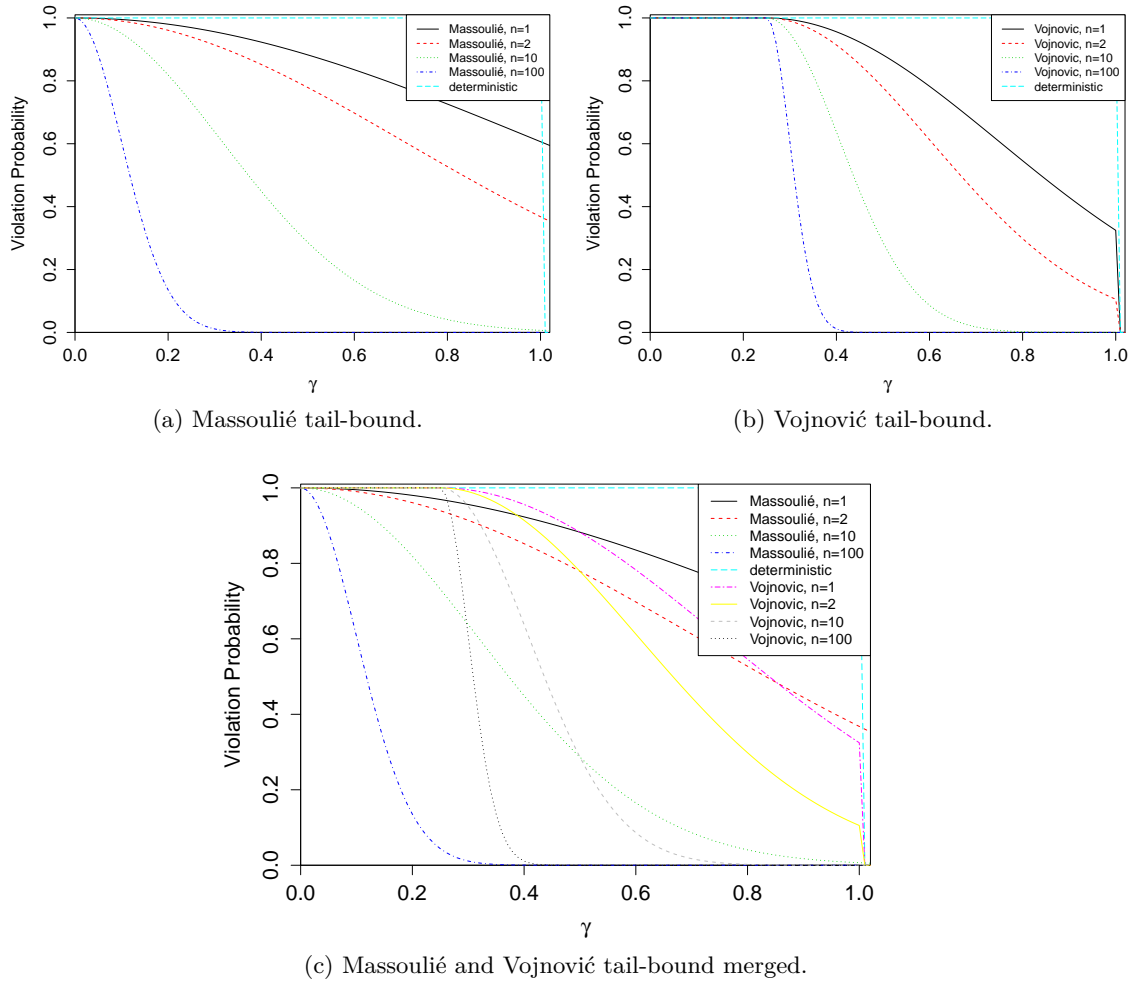 Violation Probability
0.0 0.2 0.4 0.6 0.8 1.0
Massoulié, n=1
Massoulié, n=2
Massoulié, n=10
Massoulié, n=100
deterministic
0.0 0.2 0.4 0.6 0.8 1.0
γ
(a) Massoulié tail-bound.
Violation Probability
0.0 0.2 0.4 0.6 0.8 1.0
Vojnovic, n=1
Vojnovic, n=2
Vojnovic, n=10
Vojnovic, n=100
deterministic
0.0 0.2 0.4 0.6 0.8 1.0
γ
(b) Vojnović tail-bound.
Violation Probability
0.0 0.2 0.4 0.6 0.8 1.0
Massoulié, n=1
Massoulié, n=2
Massoulié, n=10
Massoulié, n=100
deterministic
Vojnovic, n=1
Vojnovic, n=2
Vojnovic, n=10
Vojnovic, n=100
0.0 0.2 0.4 0.6 0.8 1.0
γ
(c) Massoulié and Vojnović tail-bound merged.